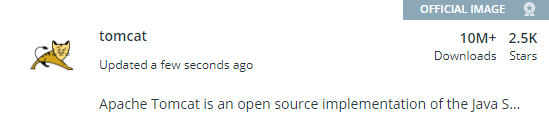 OFFICIAL IMAGE
tomcat
10M+ 2.5K
Downloads Stars
Updated a few seconds ago
Apache Tomcat is an open source implementation of the Java S...